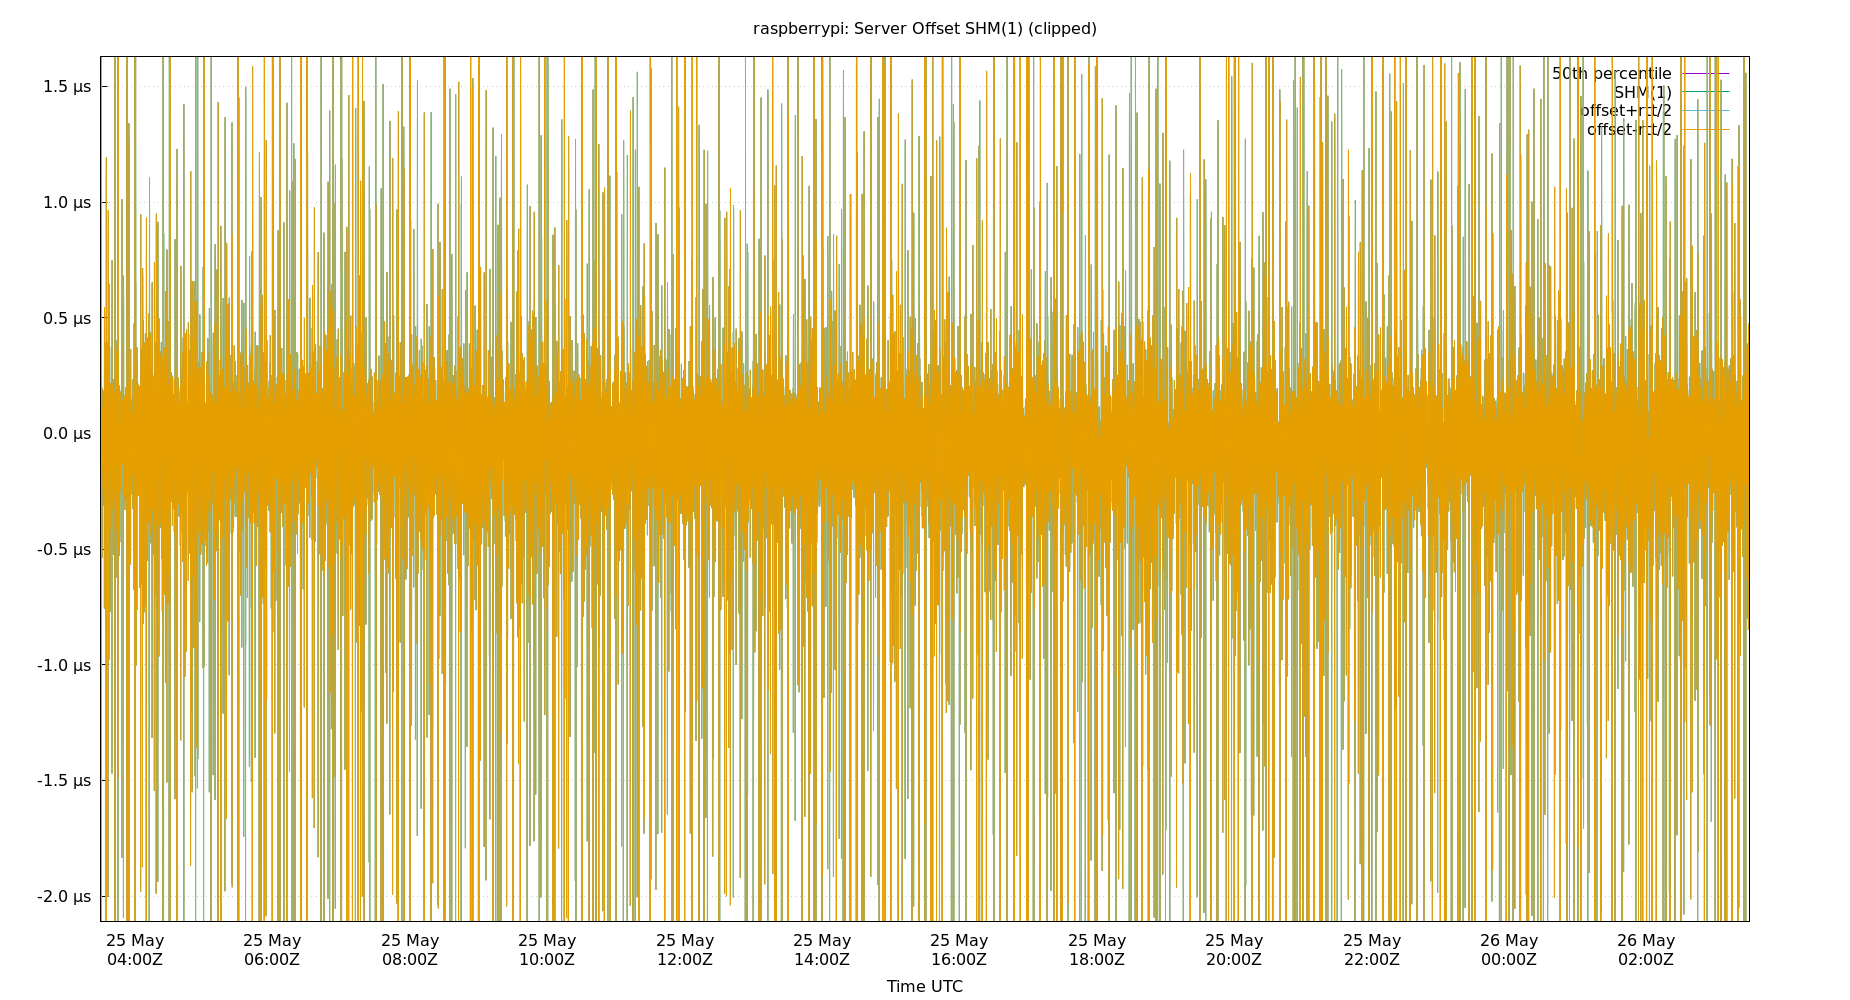 raspberrypi: Server Offset SHM(1) (clipped)
50th percentile
SHM(1)
offset+rtt/2
offset-rtt/2
1.5 µs
1.0 µs
0.5 µs
0.0 µs
-0.5 µs
-1.0 µs
-1.5 µs
-2.0 µs
25 May 25 May 25 May 25 May 25 May 25 May 25 May 25 May 25 May 25 May 26 May 26 May
04:00Z 06:00Z 08:00Z 10:00Z 12:00Z 14:00Z 16:00Z 18:00Z 20:00Z 22:00Z 00:00Z 02:00Z
Time UTC